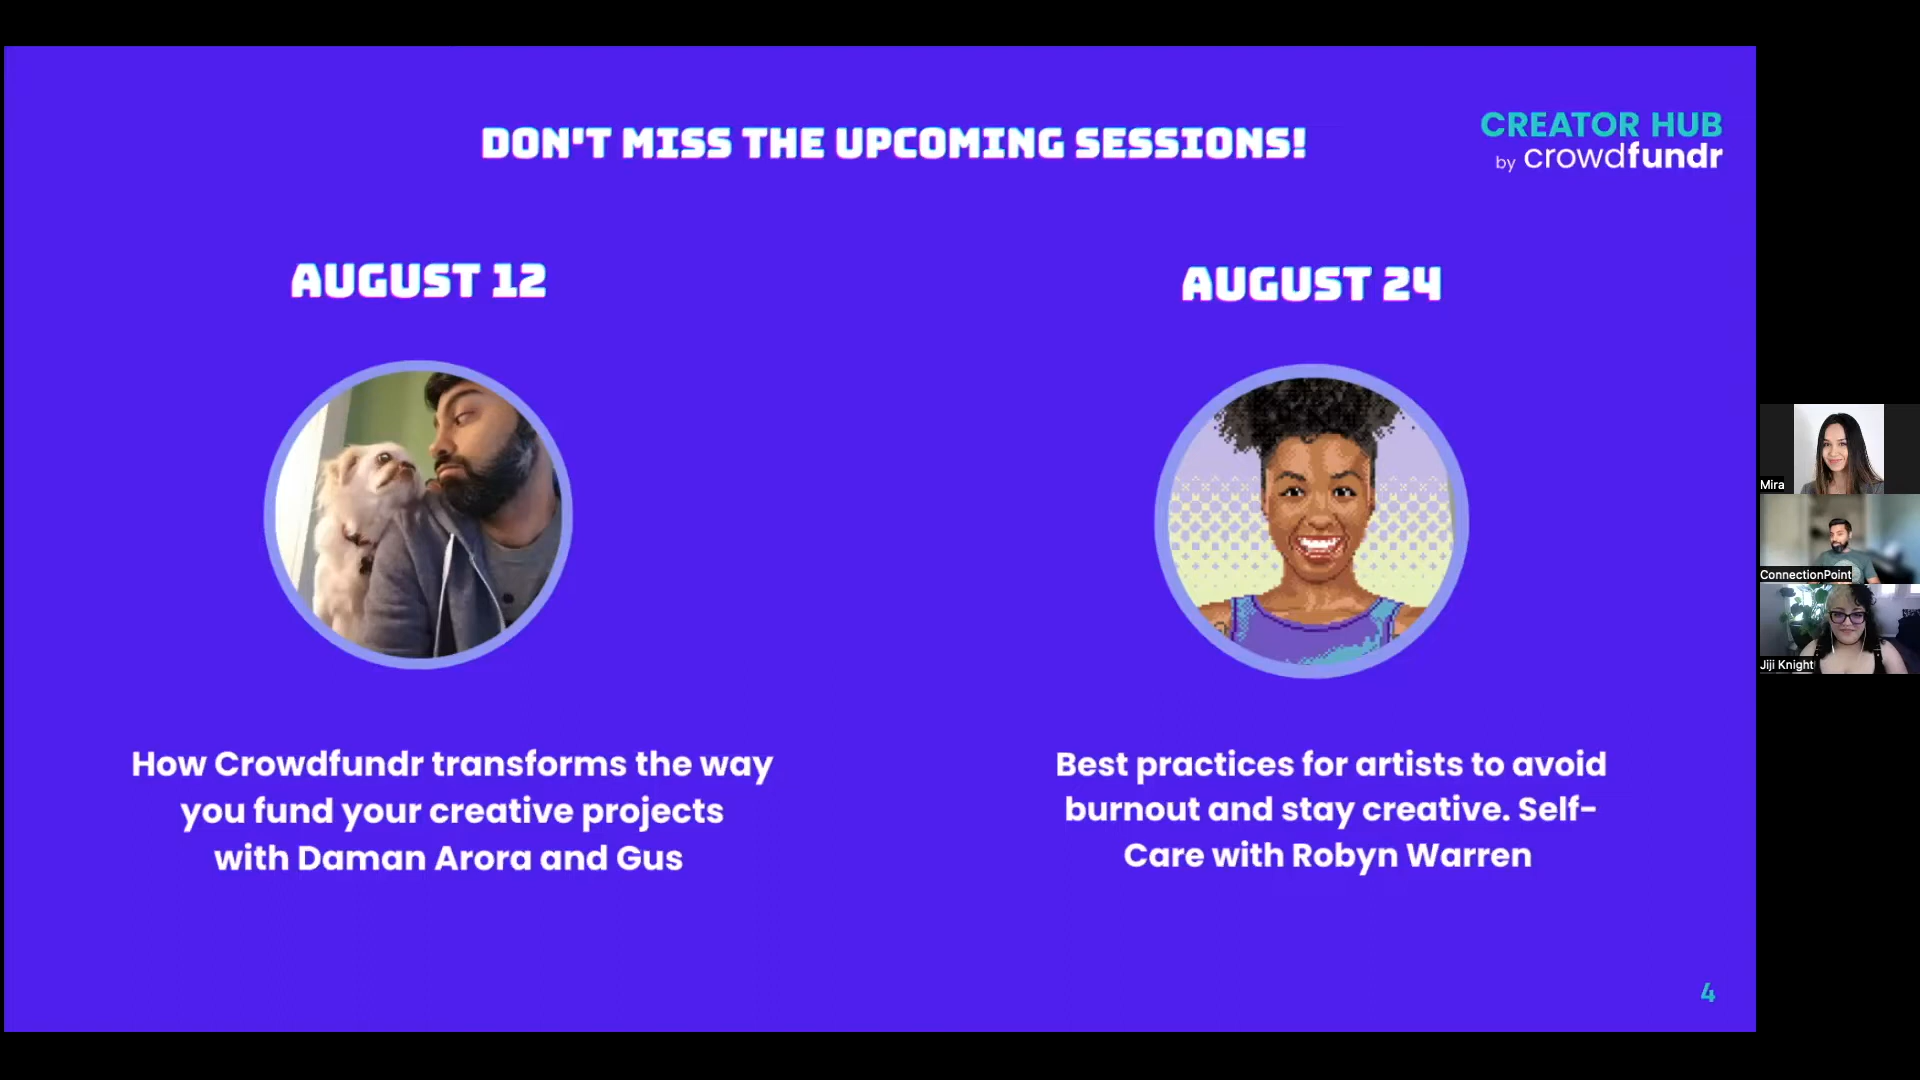 DON'T MISS THE UPCOMING SESSIONS!
CREATOR HUB
by crowdfundr
AUGUST 12
AUGUST 24
How Crowdfundr transforms the way
you fund your creative projects
with Daman Arora and Gus
Best practices for artists to avoid
burnout and stay creative. Self-
Care with Robyn Warren
4
Mira
ConnectionPoint
Jiji Knight